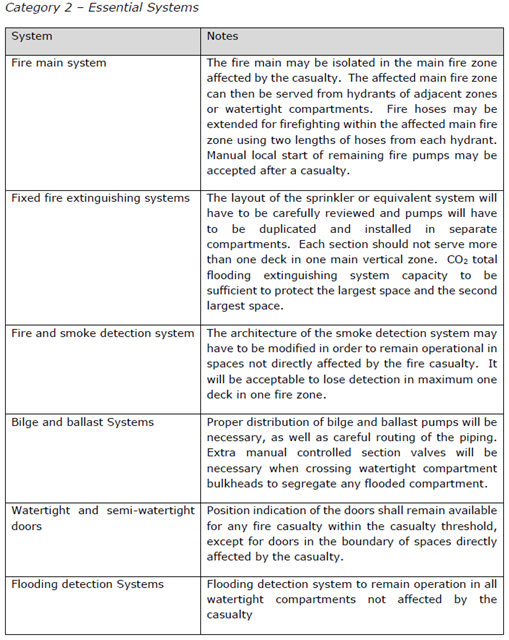 Category 2 – Essential Systems
System
Notes
Fire main system
The fire main may be isolated in the main fire zone
affected by the casualty. The affected main fire zone
can then be served from hydrants of adjacent zones
or watertight compartments. Fire hoses may be
extended for firefighting within the affected main fire
zone using two lengths of hoses from each hydrant.
Manual local start of remaining fire pumps may be
accepted after a casualty.
Fixed fire extinguishing systems
The layout of the sprinkler or equivalent system will
have to be carefully reviewed and pumps will have
to be duplicated and installed in separate
compartments. Each section should not serve more
than one deck in one main vertical zone. CO₂ total
flooding extinguishing system capacity to be
sufficient to protect the largest space and the second
largest space.
Fire and smoke detection system
The architecture of the smoke detection system may
have to be modified in order to remain operational in
spaces not directly affected by the fire casualty. It
will be acceptable to lose detection in maximum one
deck in one fire zone.
Bilge and ballast Systems
Proper distribution of bilge and ballast pumps will be
necessary, as well as careful routing of the piping.
Extra manual controlled section valves will be
necessary when crossing watertight compartment
bulkheads to segregate any flooded compartment.
Watertight and semi-watertight
doors
Position indication of the doors shall remain available
for any fire casualty within the casualty threshold,
except for doors in the boundary of spaces directly
affected by the casualty.
Flooding detection Systems
Flooding detection system to remain operation in all
watertight compartments not affected by the
casualty